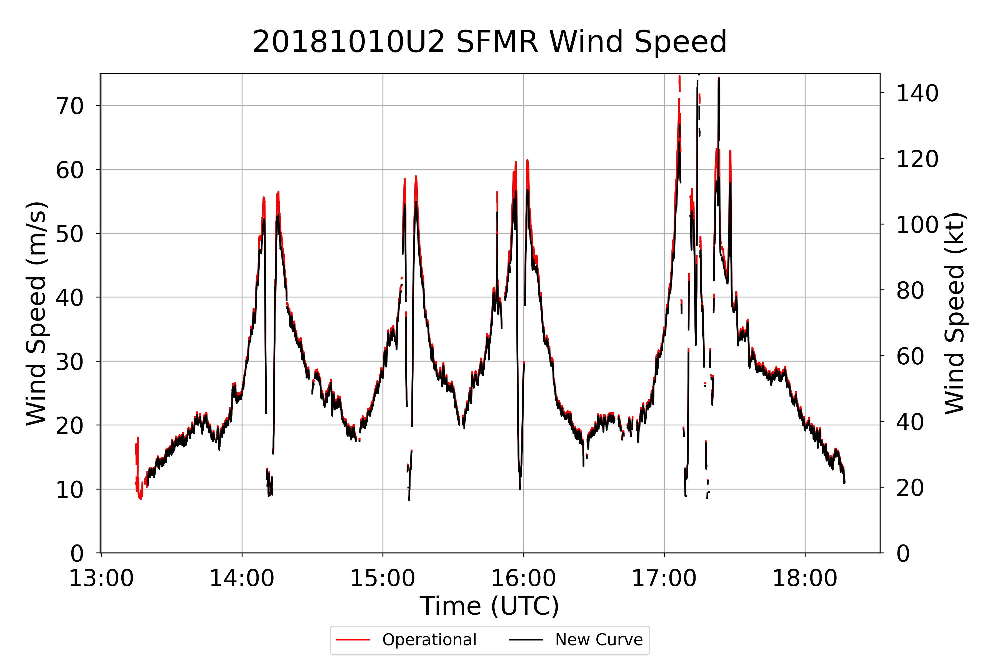 20181010U2 SFMR Wind Speed
Wind Speed (m/s)
70
60
50
40
30
20
10
0
140
120
100
80
60
40
20
0
Wind Speed (kt)
13:00 14:00 15:00 16:00 17:00 18:00
Time (UTC)
Operational New Curve